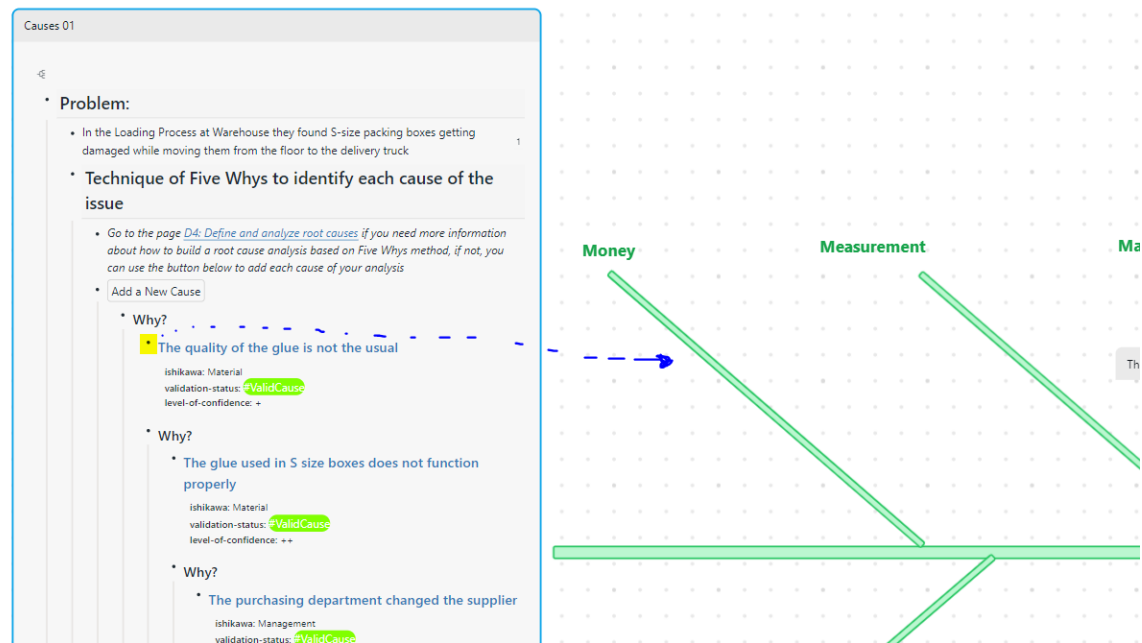 Causes 01
Problem:
In the Loading Process at Warehouse they found S-size packing boxes getting
damaged while moving them from the floor to the delivery truck
1
Technique of Five Whys to identify each cause of the
issue
Go to the page D4: Define and analyze root causes if you need more information
about how to build a root cause analysis based on Five Whys method, if not, you
can use the button below to add each cause of your analysis
Add a New Cause
Why?
The quality of the glue is not the usual
ishikawa: Material
validation-status: #ValidCause
level-of-confidence: +
Why?
The glue used in S size boxes does not function
properly
ishikawa: Material
validation-status: #ValidCause
level-of-confidence: ++
Why?
The purchasing department changed the supplier
ishikawa: Management
validation-status: #ValidCause
Money
Measurement
Ma
Th